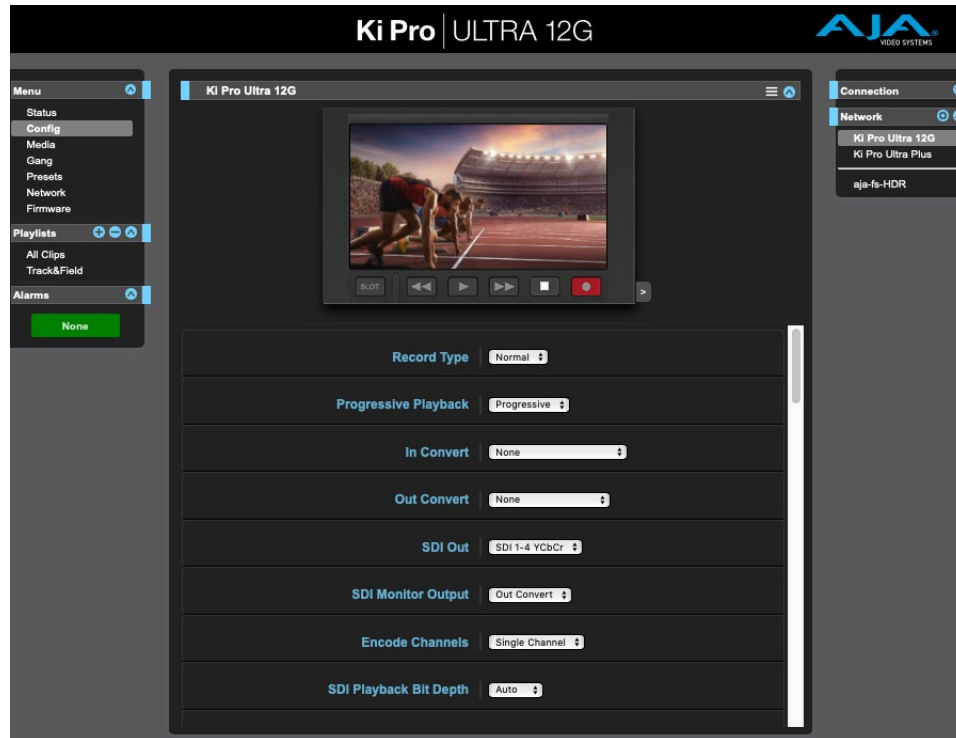 Ki Pro ULTRA 12G
AJA
VIDEO SYSTEMS
Menu
Status
Config
Media
Gang
Presets
Network
Firmware
Playlists
All Clips
Track&Field
Alarms
None
Ki Pro Ultra 12G
SLOT
>
Record Type Normal
Progressive Playback Progressive
In Convert None
Out Convert None
SDI Out SDI 1-4 YCbCr
SDI Monitor Output Out Convert
Encode Channels Single Channel
SDI Playback Bit Depth Auto
Connection
Network
Ki Pro Ultra 12G
Ki Pro Ultra Plus
aja-fs-HDR